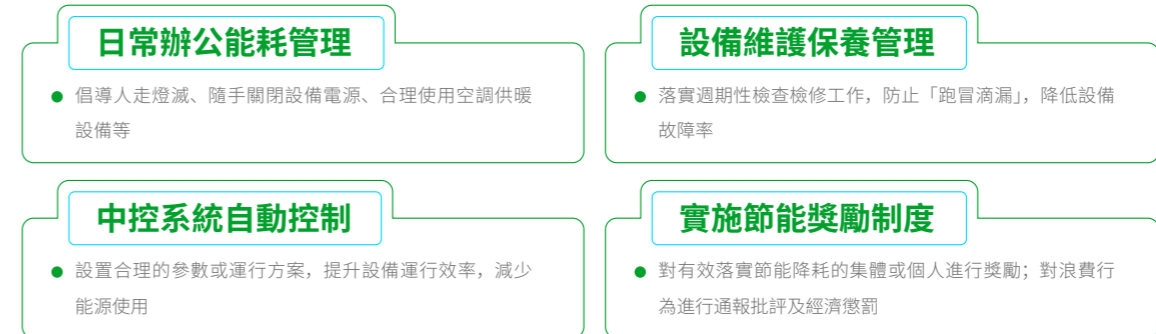 日常辦公能耗管理
倡導人走燈滅、隨手關閉設備電源、合理使用空調供暖
設備等
設備維護保養管理
落實週期性檢查檢修工作，防止「跑冒滴漏」，降低設備
故障率
中控系統自動控制
設置合理的參數或運行方案，提升設備運行效率，減少
能源使用
實施節能獎勵制度
對有效落實節能降耗的集體或個人進行獎勵；對浪費行
為進行通報批評及經濟懲罰